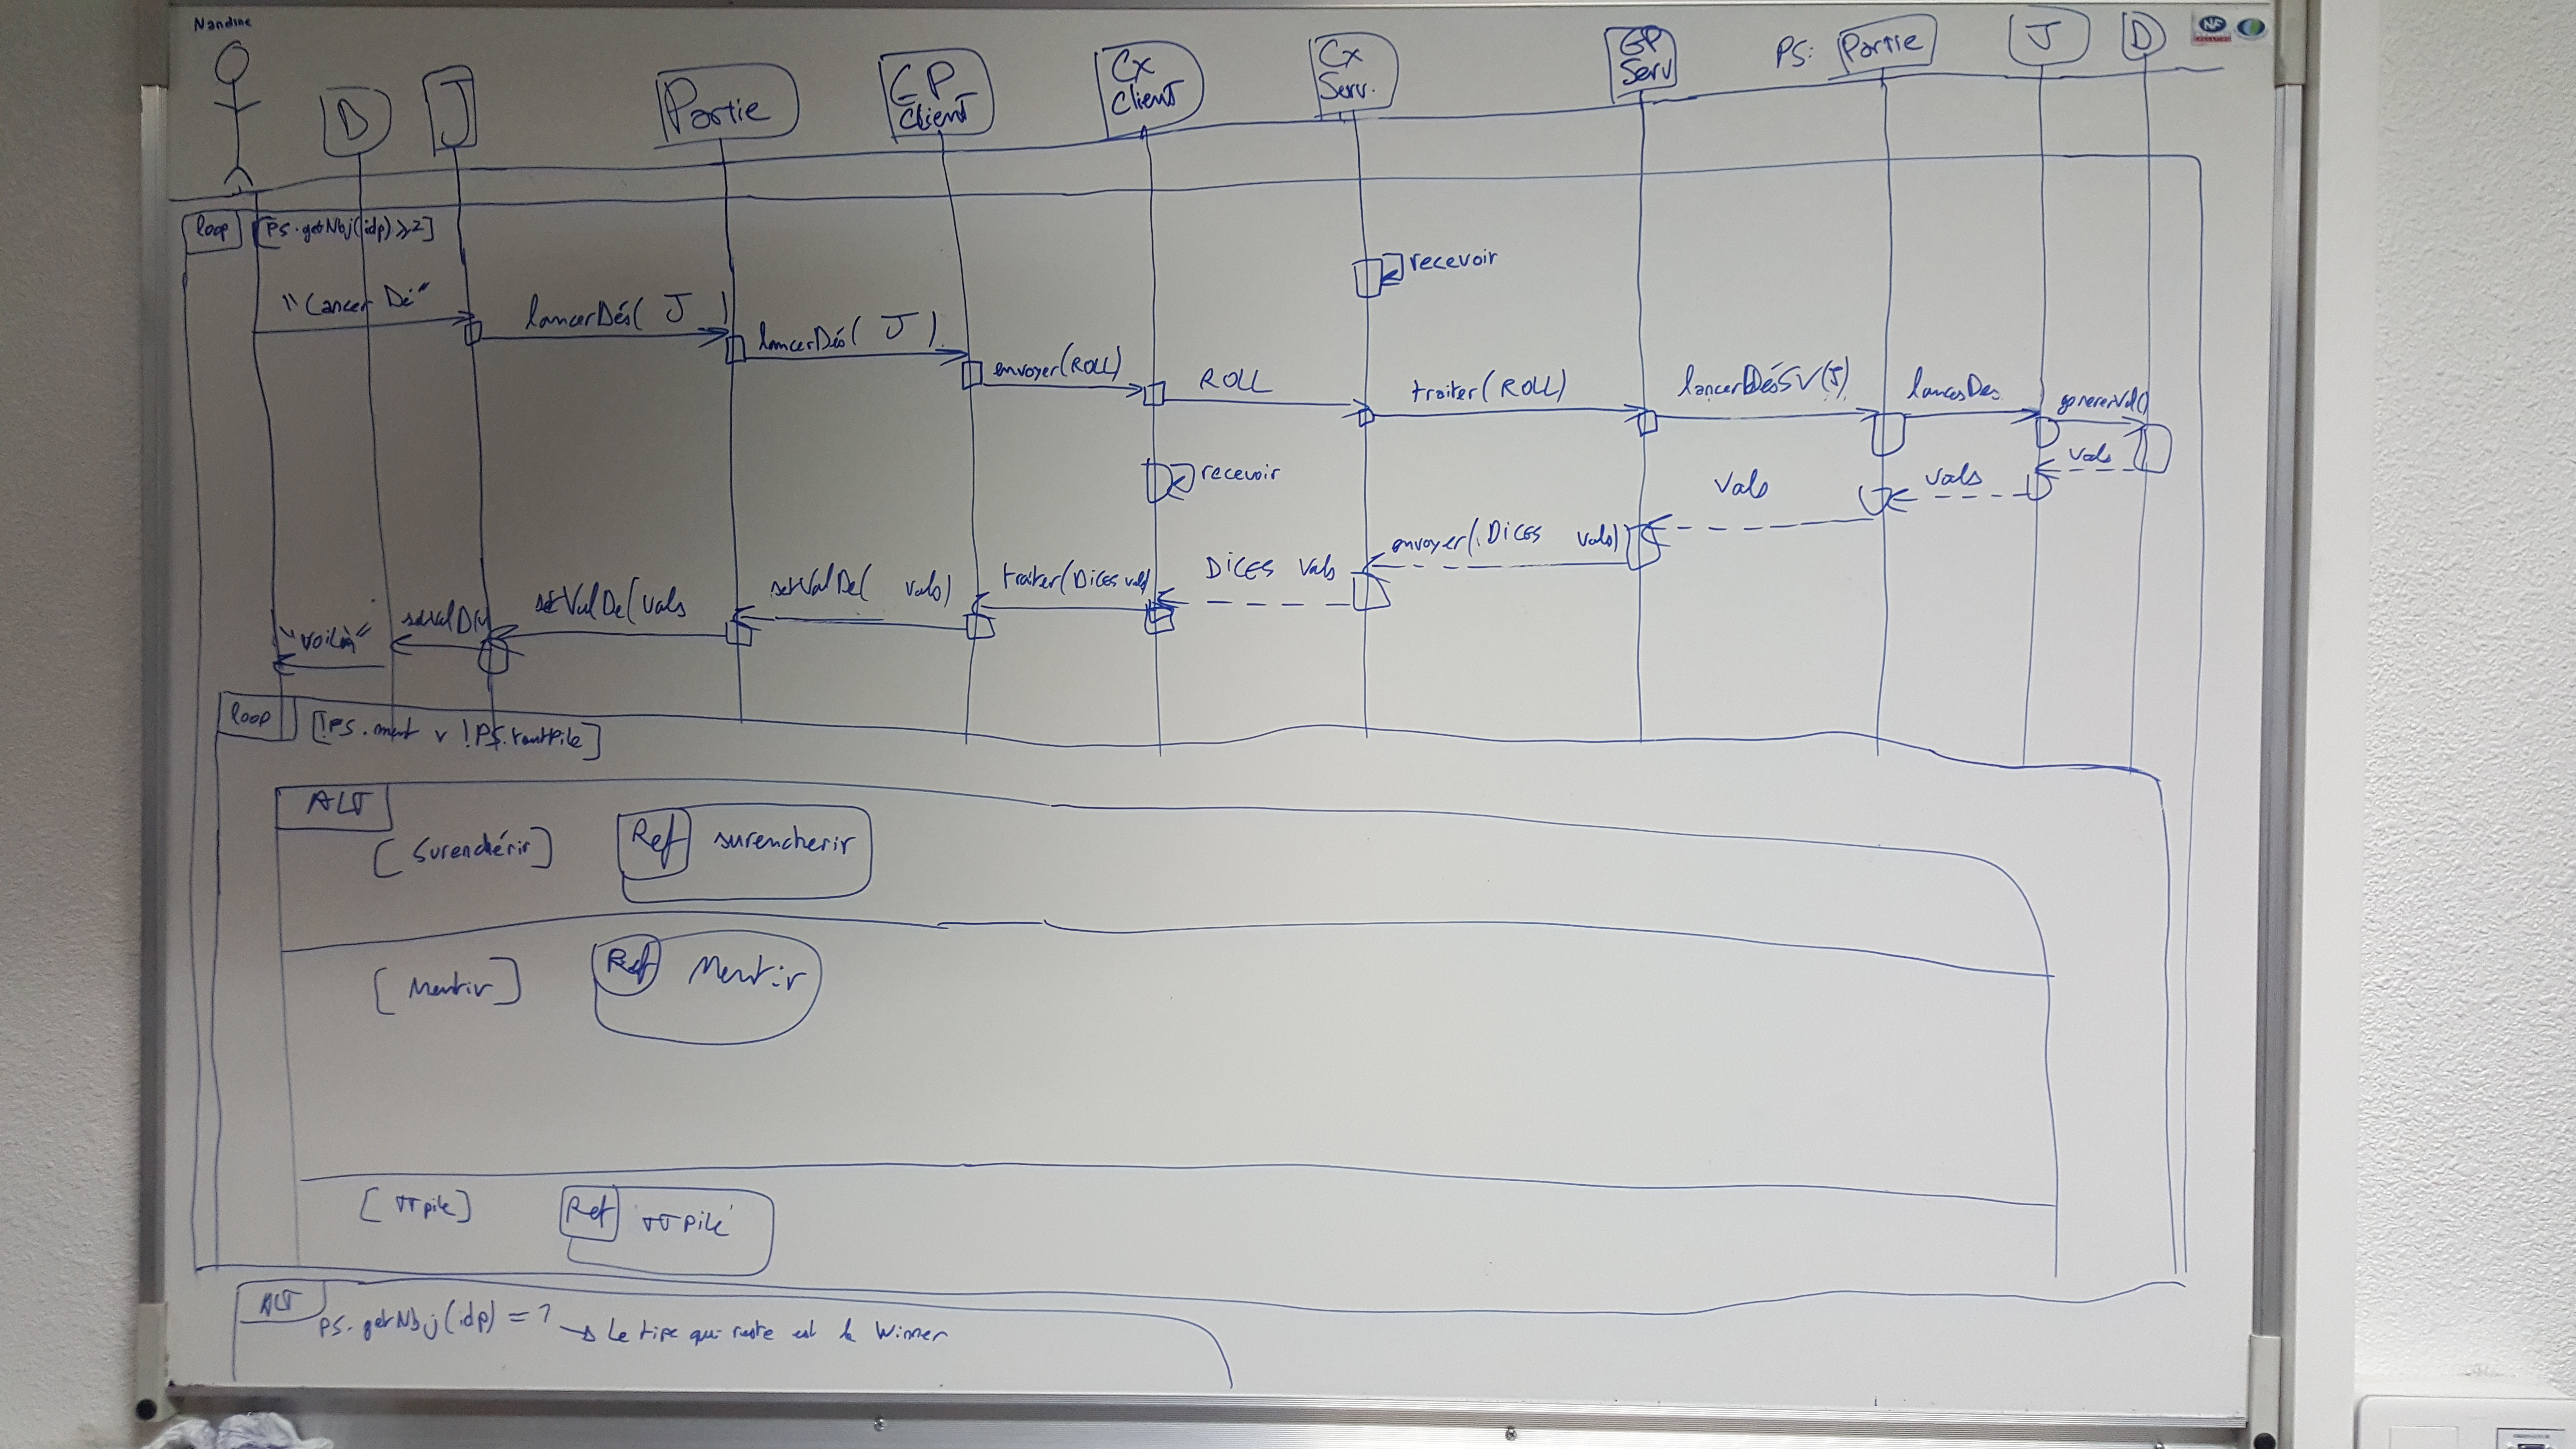 Nandine
D
J
Partie
GP
Client
Cx
Client
Cx
Serv.
GP
Serv
PS: Partie
J
D
NF
loop [PS.getNbj(idp) ⩾ 2]
recevoir
"Lancer Dé"
lancerDés( J )
lancerDés( J )
envoyer(ROLL)
ROLL
traiter(ROLL)
lancerDésSV(J)
lancerDes
genererVal()
vals
vals
vals
recevoir
envoyer(DICES vals)
DICES vals
traiter(DICES vals)
setValDe( vals)
setValDe(vals
"voilà"
loop [!PS.ment v !PS.toutPile]
ALT
[Surenchérir]
Ref surencherir
[Mentir]
Ref Mentir
[TTpile]
Ref TTpile
ALT
PS.getNbj(idp) = 1 → Le type qui reste est le Winner